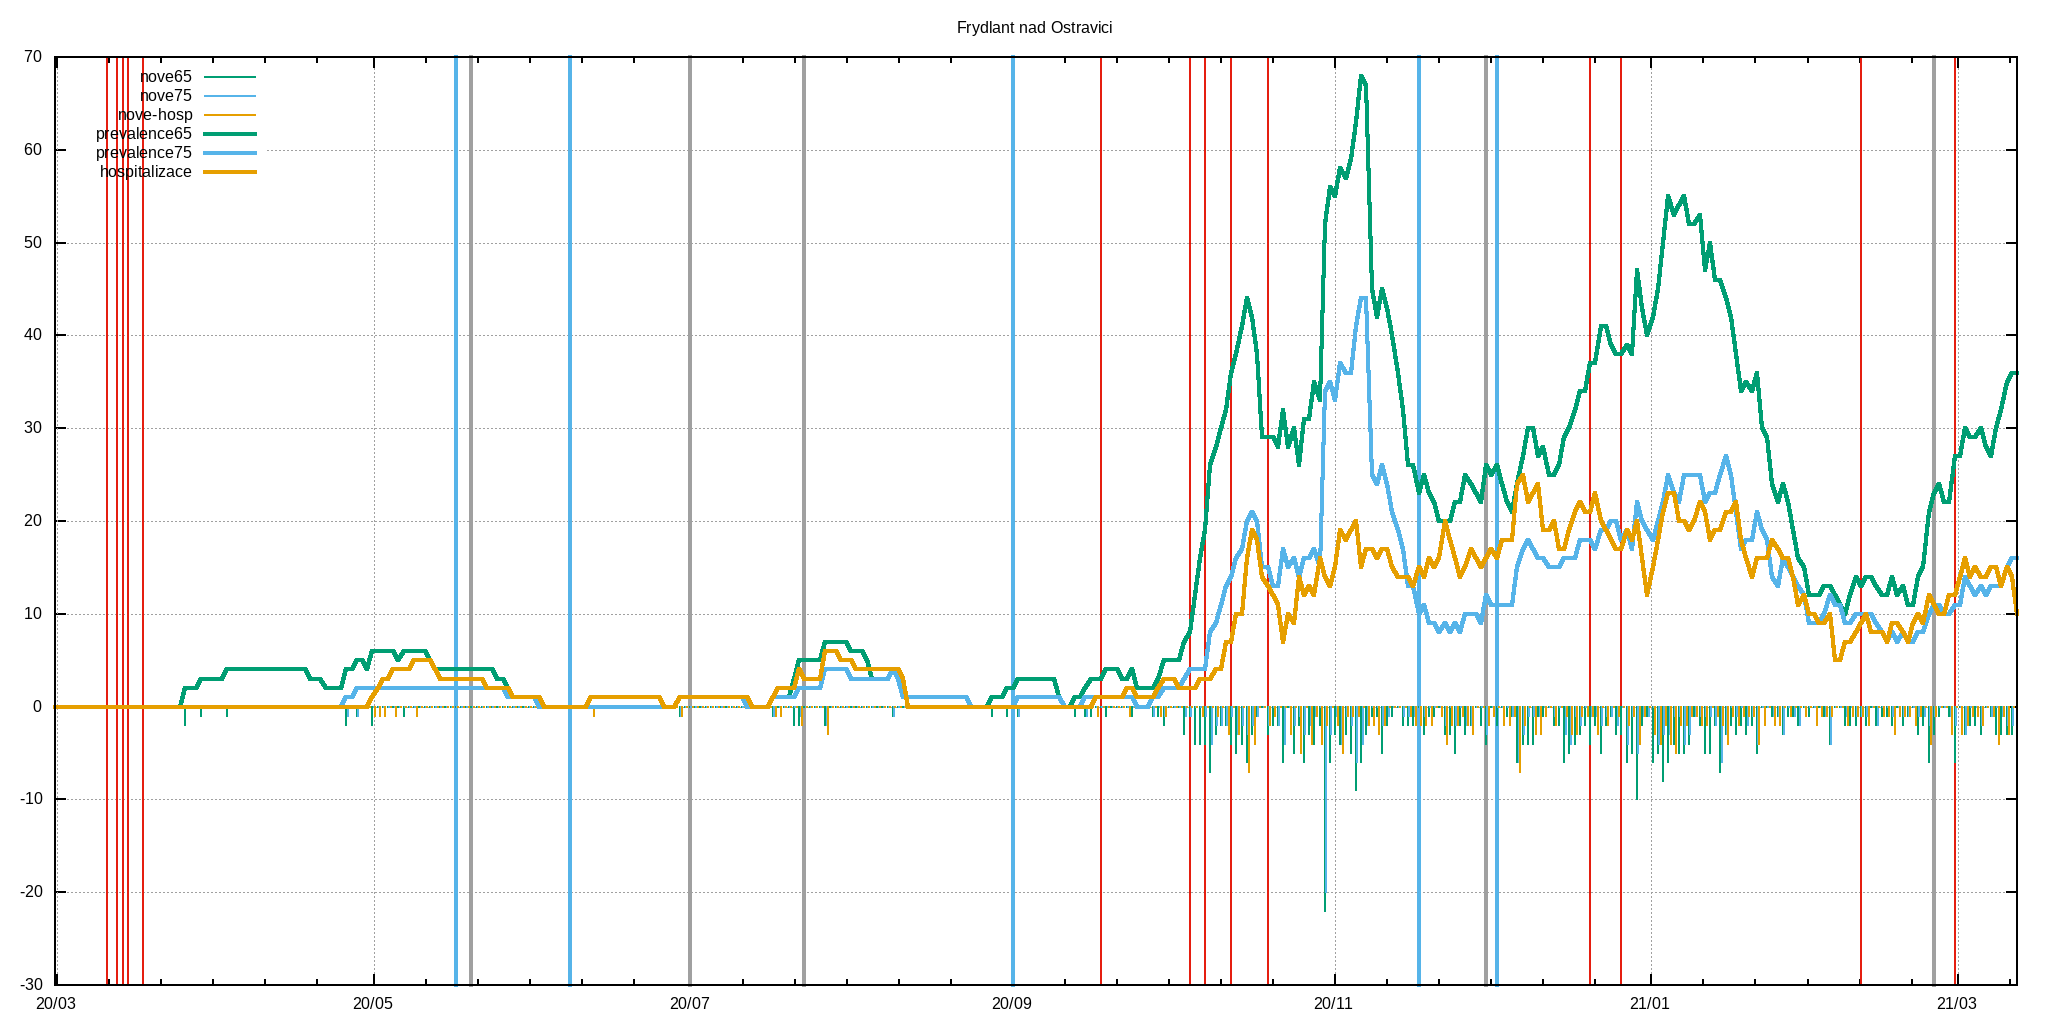 Frydlant nad Ostravici
70
60
50
40
30
20
10
0
-10
-20
-30
nove65
nove75
nove-hosp
prevalence65
prevalence75
hospitalizace
20/03 20/05 20/07 20/09 20/11 21/01 21/03